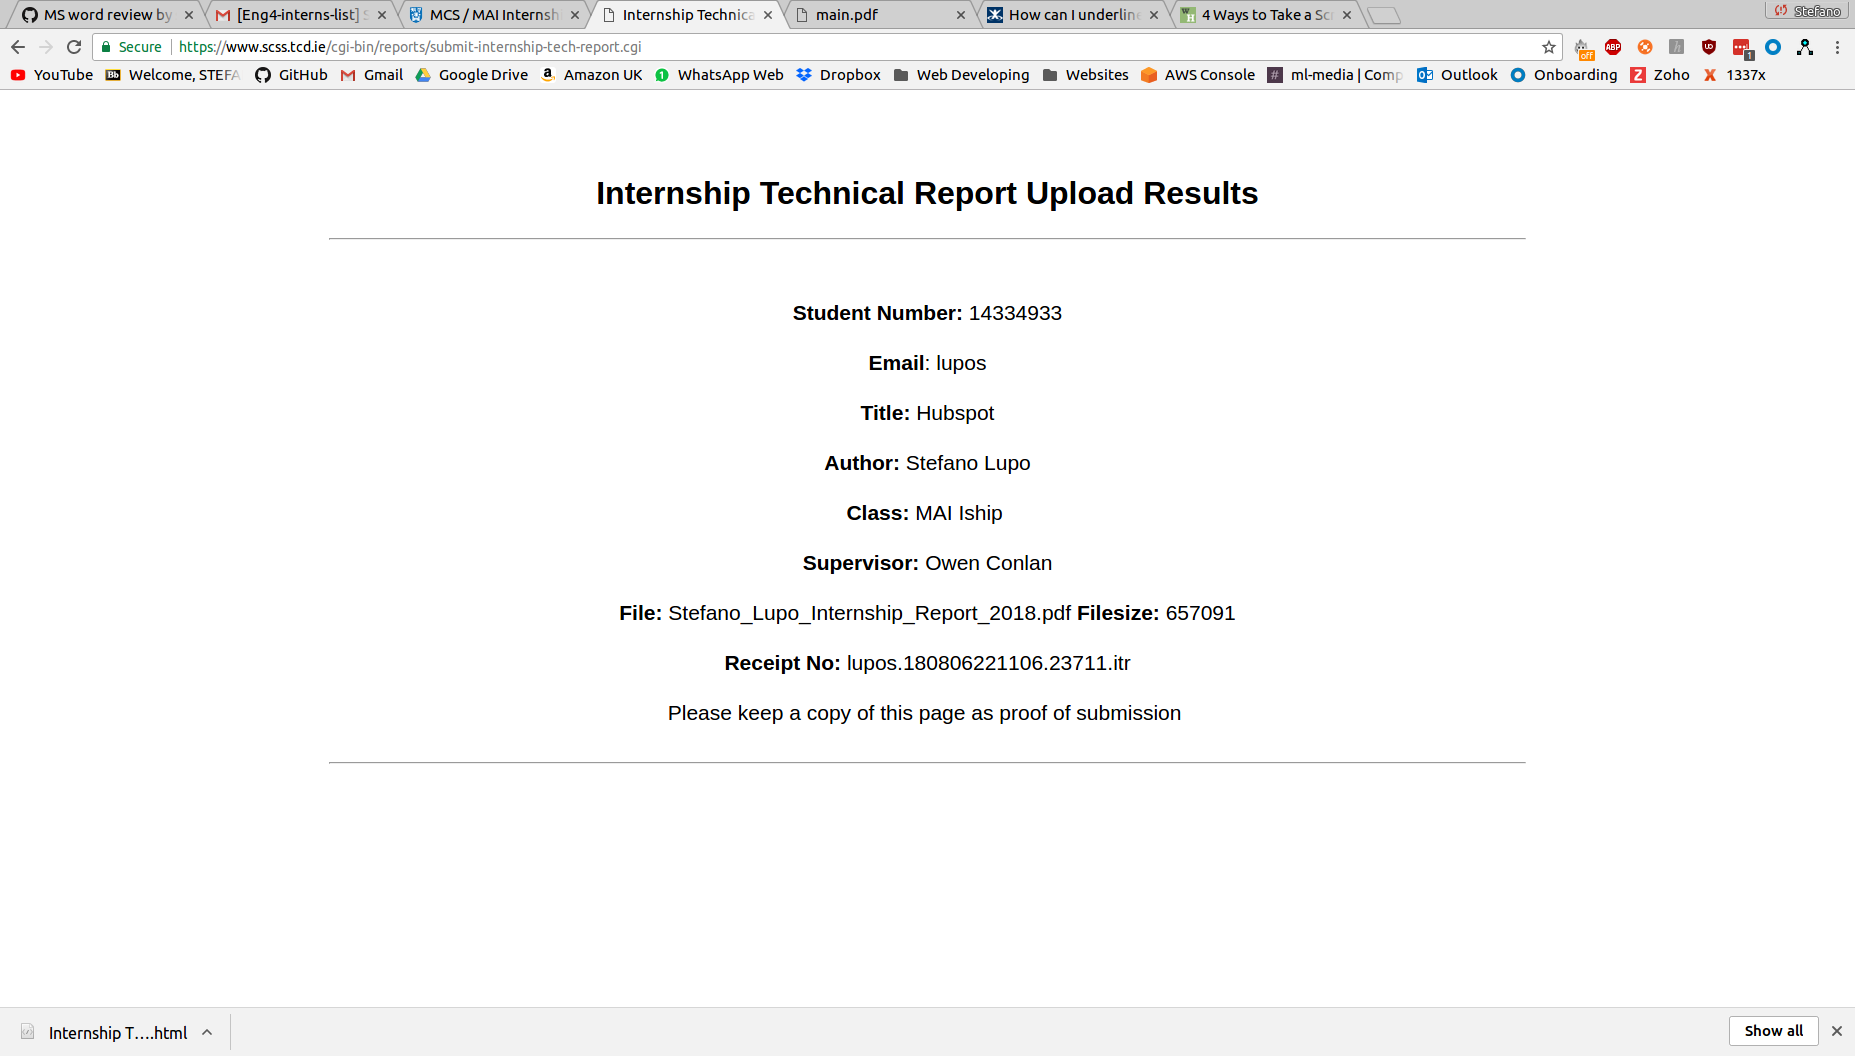 MS word review by
[Eng4-interns-list] S
MCS / MAI Internsh
Internship Technica
main.pdf
How can I underline
4 Ways to Take a Scr
Stefano
Secure
https://www.scss.tcd.ie/cgi-bin/reports/submit-internship-tech-report.cgi
off
ABP
1
YouTube
Bb
Welcome, STEFA
GitHub
Gmail
Google Drive
Amazon UK
WhatsApp Web
Dropbox
Web Developing
Websites
AWS Console
ml-media | Comp
Outlook
Onboarding
Zoho
1337x
Internship Technical Report Upload Results
Student Number: 14334933
Email: lupos
Title: Hubspot
Author: Stefano Lupo
Class: MAI Iship
Supervisor: Owen Conlan
File: Stefano_Lupo_Internship_Report_2018.pdf Filesize: 657091
Receipt No: lupos.180806221106.23711.itr
Please keep a copy of this page as proof of submission
Internship T....html
Show all